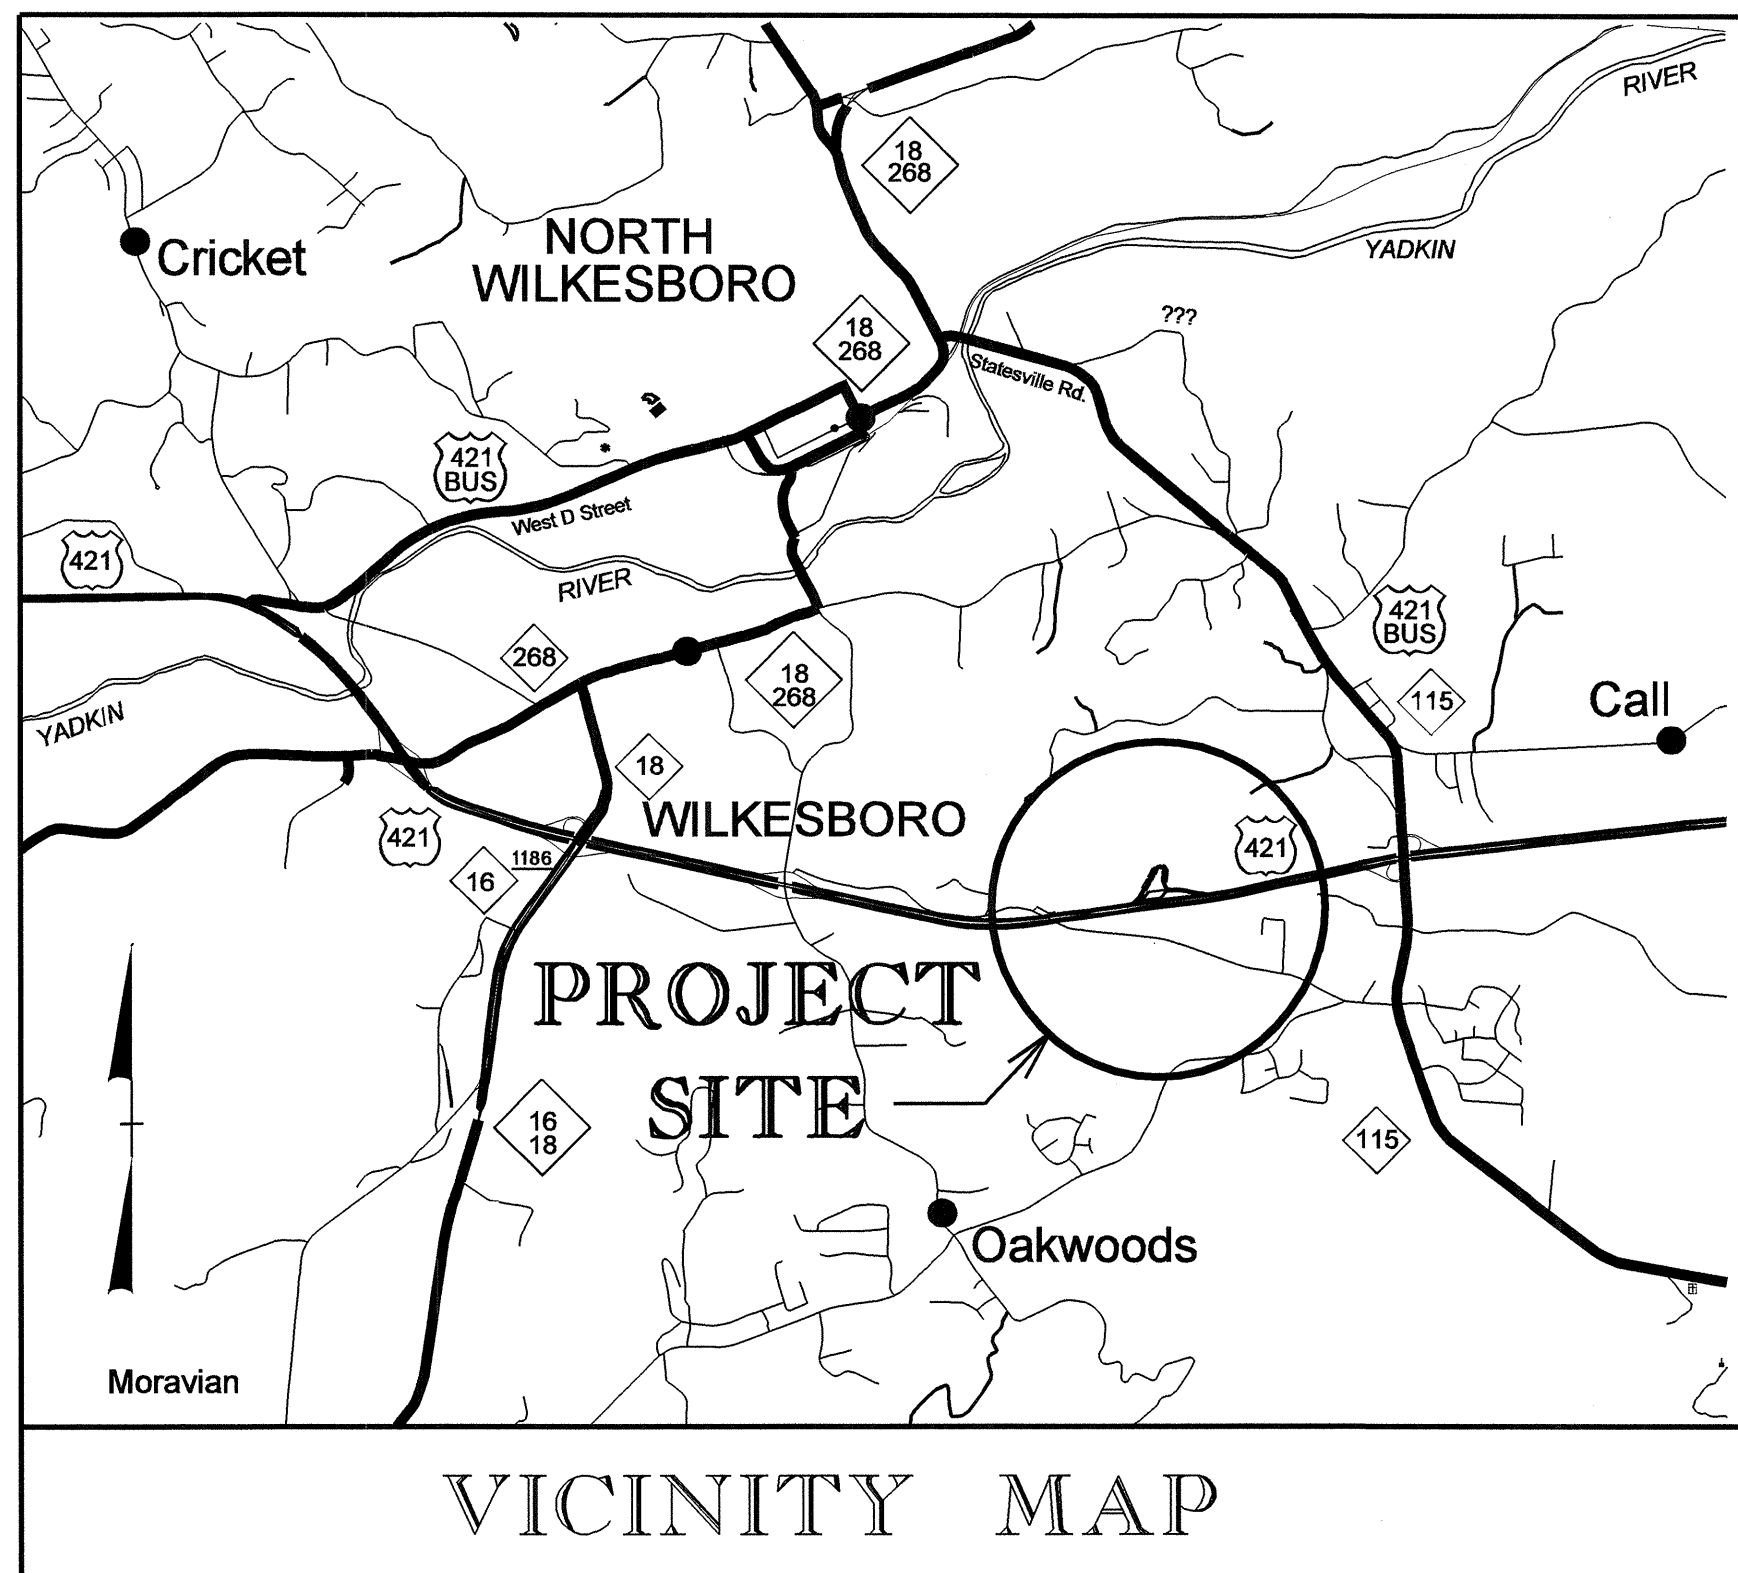 RIVER
18
268
NORTH
WILKESBORO
YADKIN
Cricket
???
18
268
Statesville Rd.
421
BUS
West D Street
421
RIVER
421
BUS
268
18
268
115
Call
YADKIN
18
WILKESBORO
421
421
1186
16
PROJECT
SITE
16
18
115
Oakwoods
Moravian
VICINITY MAP